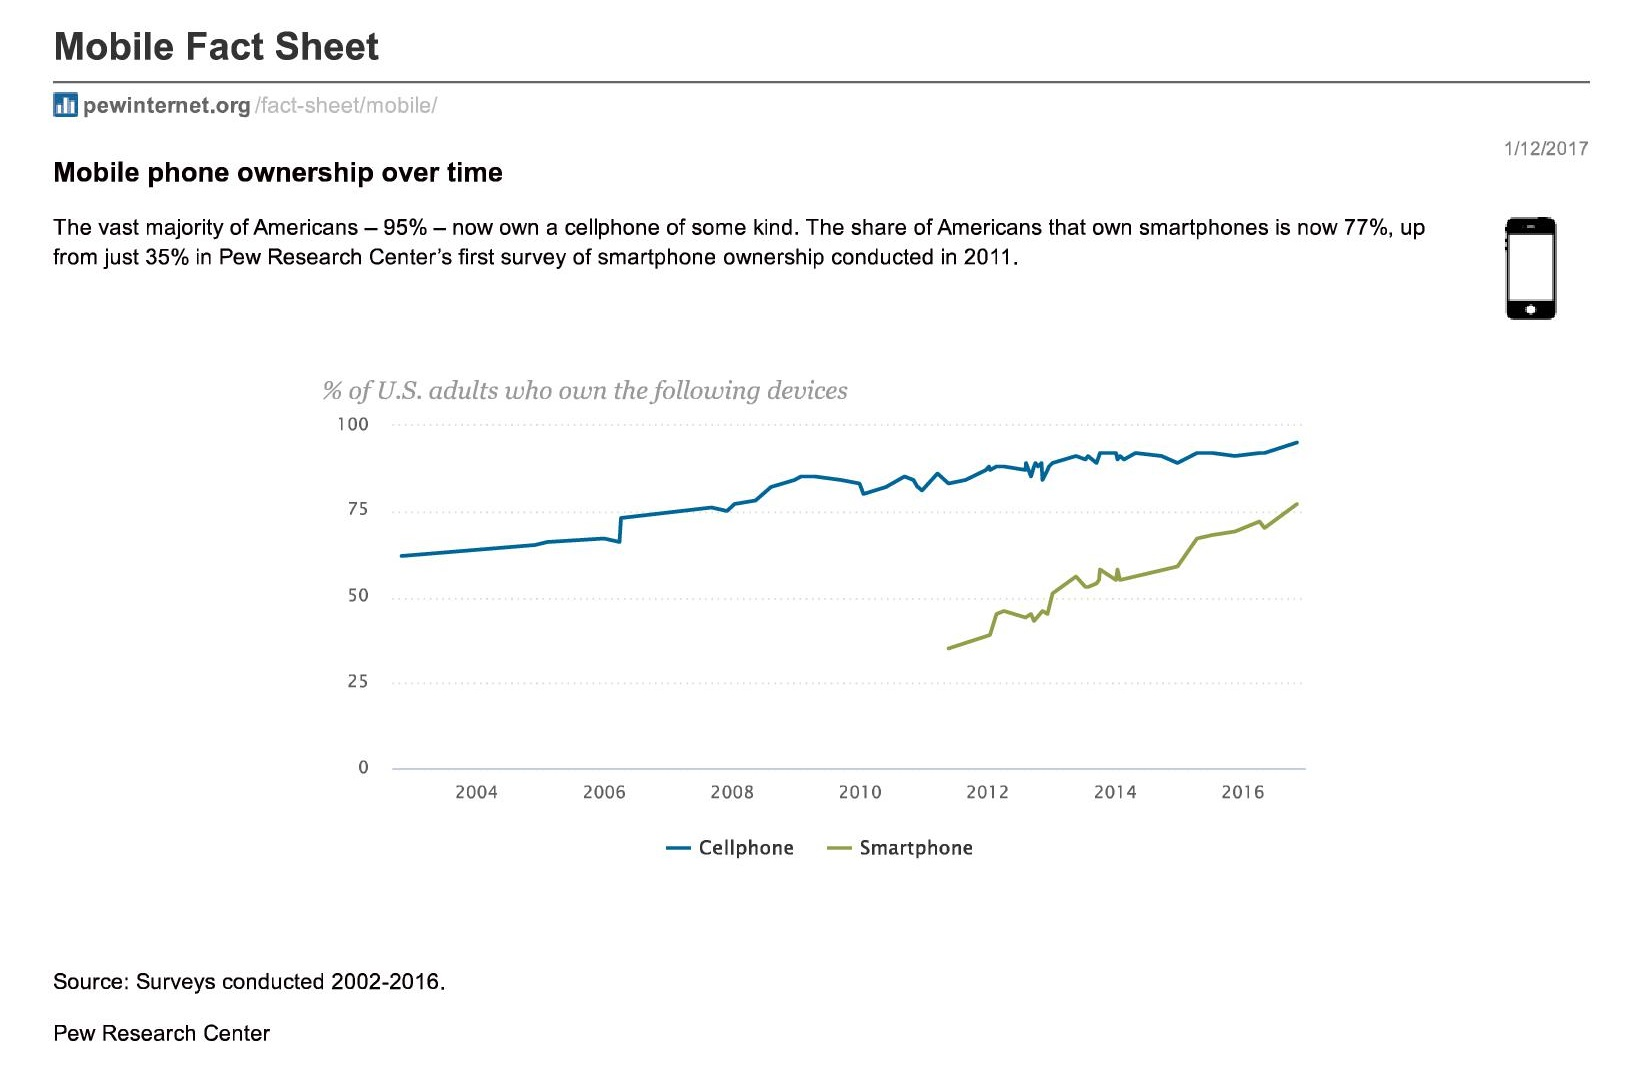 Mobile Fact Sheet
pewinternet.org/fact-sheet/mobile/
1/12/2017
Mobile phone ownership over time
The vast majority of Americans – 95% – now own a cellphone of some kind. The share of Americans that own smartphones is now 77%, up
from just 35% in Pew Research Center’s first survey of smartphone ownership conducted in 2011.
% of U.S. adults who own the following devices
100
75
50
25
0
2004 2006 2008 2010 2012 2014 2016
Cellphone Smartphone
Source: Surveys conducted 2002-2016.
Pew Research Center